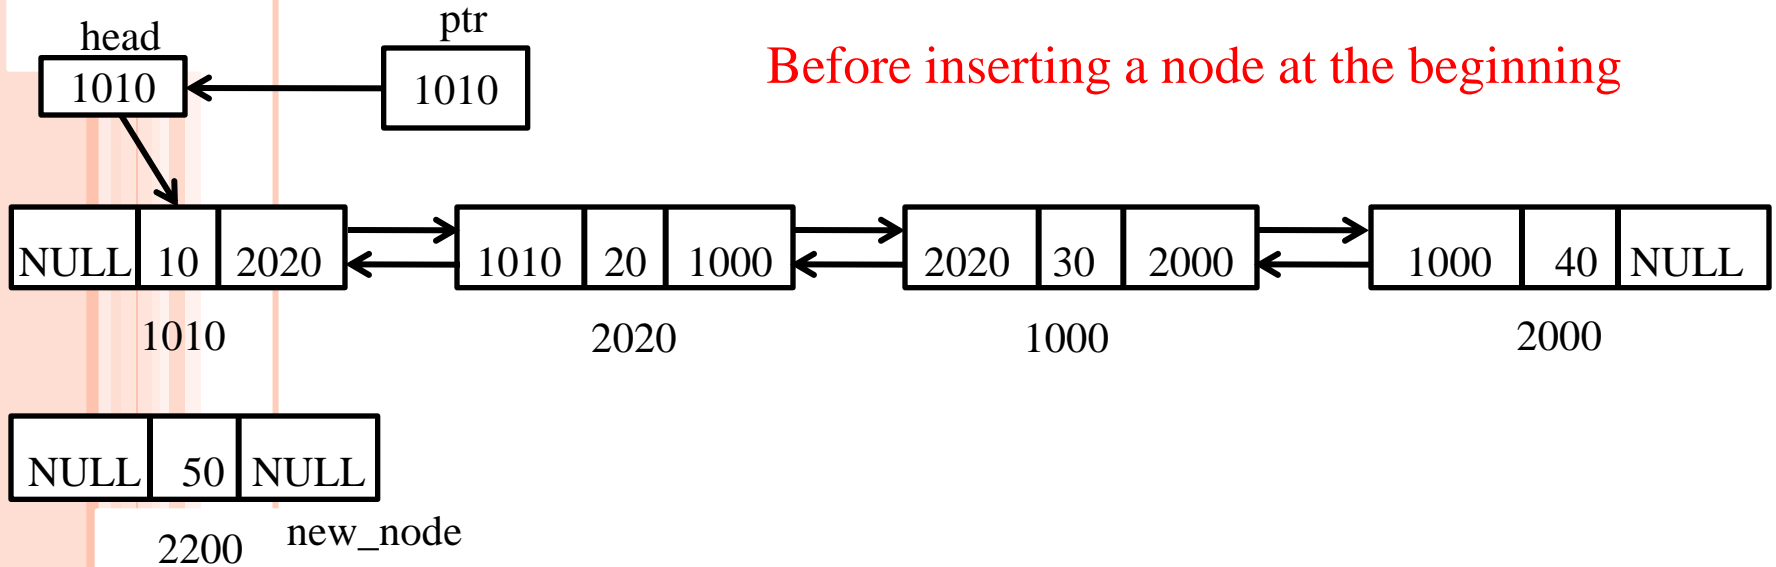 head
ptr
Before inserting a node at the beginning
1010
1010
NULL 10 2020
1010 20 1000
2020 30 2000
1000 40 NULL
1010
2020
1000
2000
NULL 50 NULL
2200
new_node